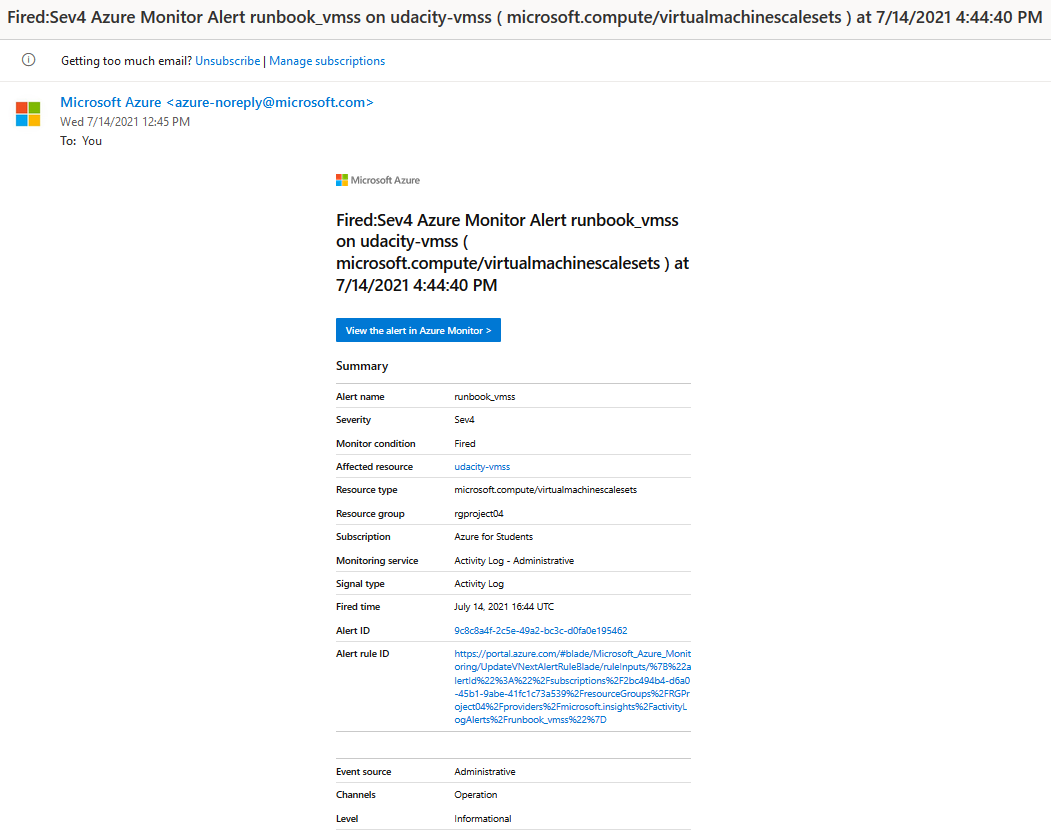 Fired:Sev4 Azure Monitor Alert runbook_vmss on udacity-vmss ( microsoft.compute/virtualmachinescalesets ) at 7/14/2021 4:44:40 PM
Getting too much email? Unsubscribe | Manage subscriptions
Microsoft Azure <azure-noreply@microsoft.com>
Wed 7/14/2021 12:45 PM
To: You
Microsoft Azure
Fired:Sev4 Azure Monitor Alert runbook_vmss
on udacity-vmss (
microsoft.compute/virtualmachinescalesets ) at
7/14/2021 4:44:40 PM
View the alert in Azure Monitor >
Summary
Alert name runbook_vmss
Severity Sev4
Monitor condition Fired
Affected resource udacity-vmss
Resource type microsoft.compute/virtualmachinescalesets
Resource group rgproject04
Subscription Azure for Students
Monitoring service Activity Log - Administrative
Signal type Activity Log
Fired time July 14, 2021 16:44 UTC
Alert ID 9c8c8a4f-2c5e-49a2-bc3c-d0fa0e195462
Alert rule ID https://portal.azure.com/#blade/Microsoft_Azure_Monit
oring/UpdateVNextAlertRuleBlade/ruleInputs/%7B%22a
lertId%22%3A%22%2Fsubscriptions%2F2bc494b4-d6a0
-45b1-9abe-41fc1c73a539%2FresourceGroups%2FRGPr
oject04%2Fproviders%2Fmicrosoft.insights%2FactivityL
ogAlerts%2Frunbook_vmss%22%7D
Event source Administrative
Channels Operation
Level Informational